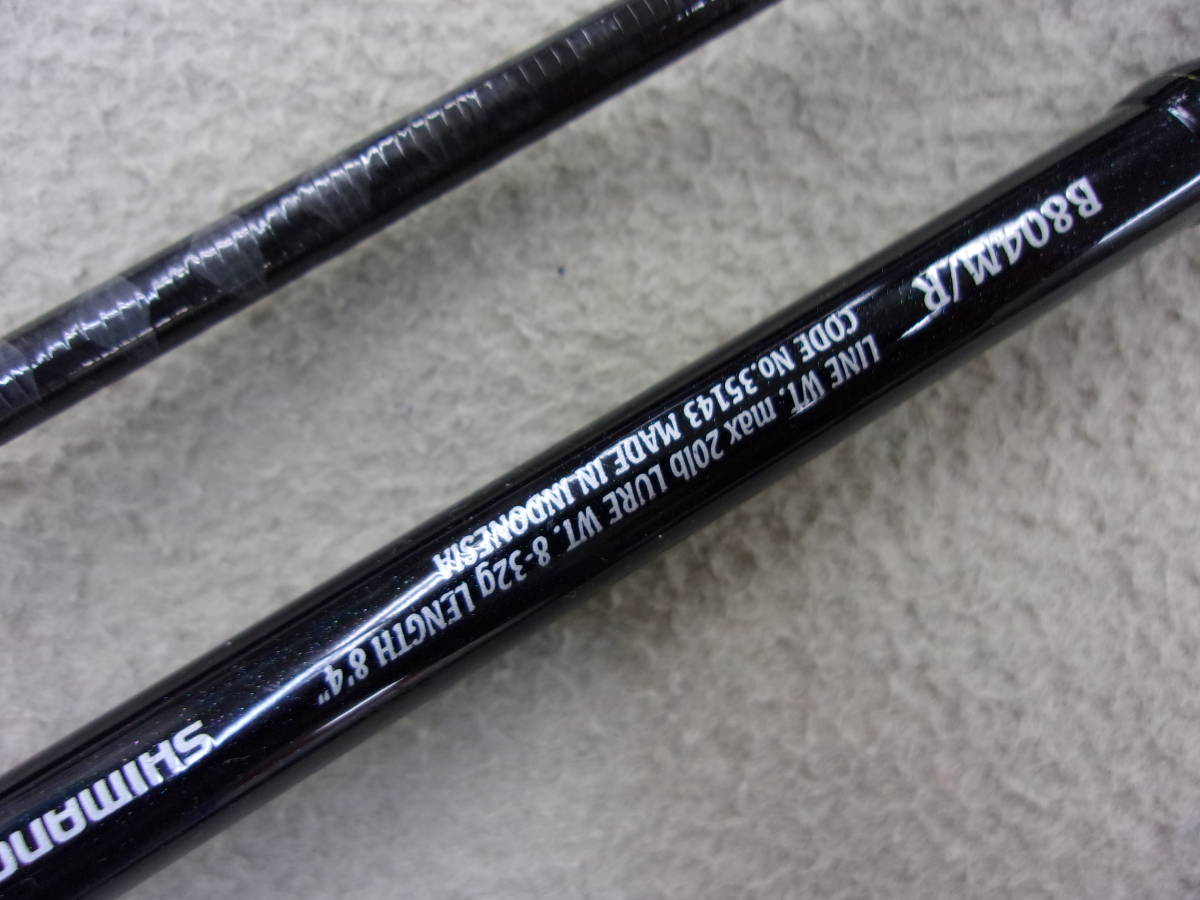 B804M/R
LINE WT. max 20lb LURE WT. 8-32g LENGTH 8'4"
CODE No.35143 MADE IN INDONESIA
SHIMANO